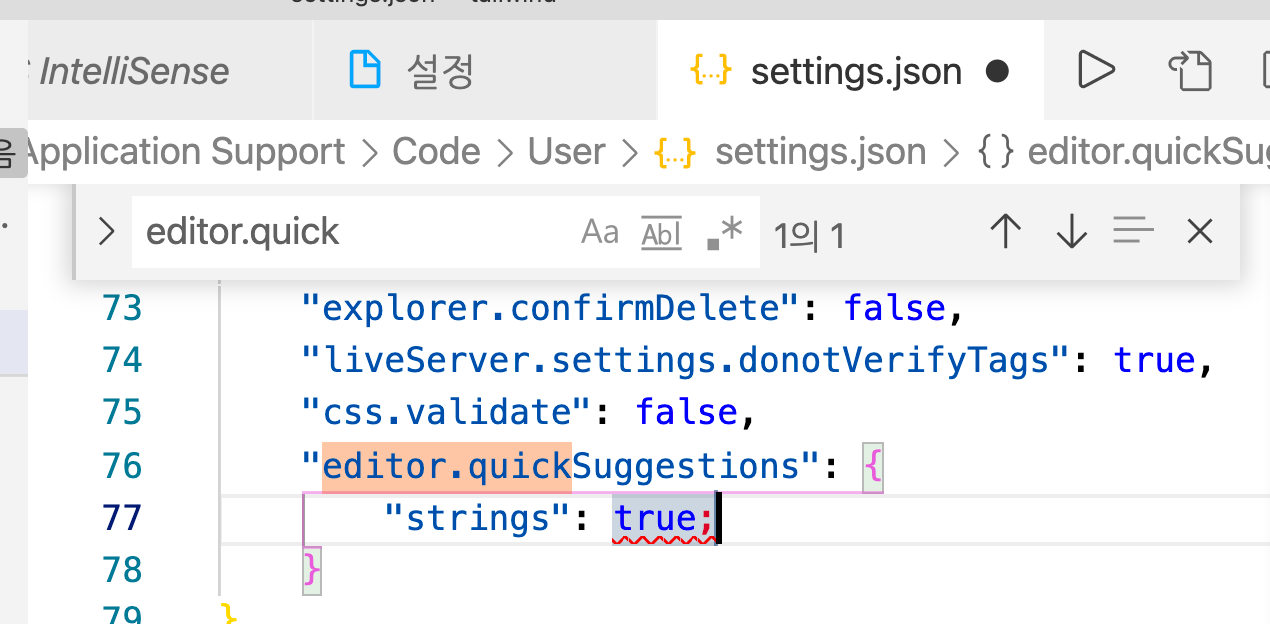 IntelliSense
설정
{...} settings.json
Application Support > Code > User > {...} settings.json > { } editor.quickSug
editor.quick Aa Abl .* 1의 1
73 "explorer.confirmDelete": false,
74 "liveServer.settings.donotVerifyTags": true,
75 "css.validate": false,
76 "editor.quickSuggestions": {
77 "strings": true;
78 }
79 }